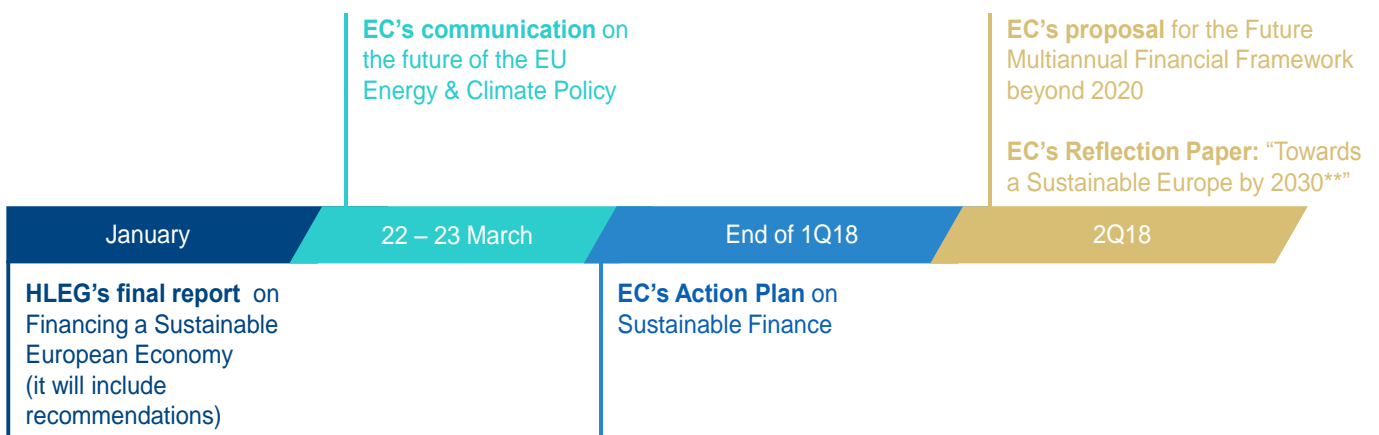 EC's communication on
the future of the EU
Energy & Climate Policy
EC's proposal for the Future
Multiannual Financial Framework
beyond 2020
EC's Reflection Paper: “Towards
a Sustainable Europe by 2030**”
January
22 – 23 March
End of 1Q18
2Q18
HLEG's final report on
Financing a Sustainable
European Economy
(it will include
recommendations)
EC's Action Plan on
Sustainable Finance